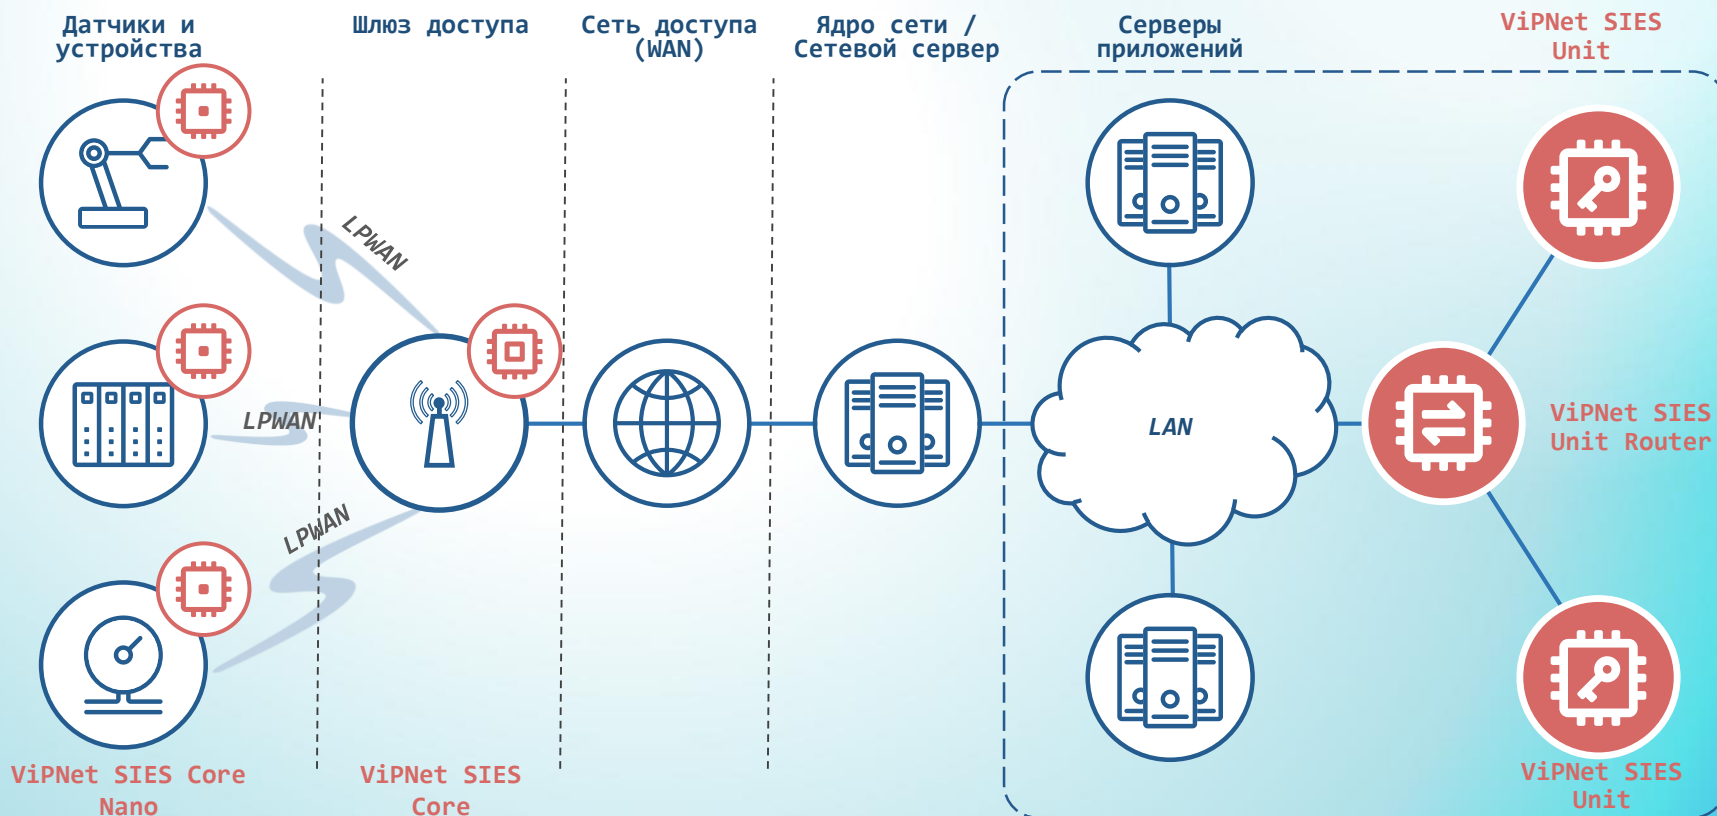 Датчики и
устройства
Шлюз доступа
Сеть доступа
(WAN)
Ядро сети /
Сетевой сервер
Серверы
приложений
ViPNet SIES
Unit
LPWAN
LPWAN
LPWAN
LAN
ViPNet SIES
Unit Router
ViPNet SIES Core
Nano
ViPNet SIES
Core
ViPNet SIES
Unit